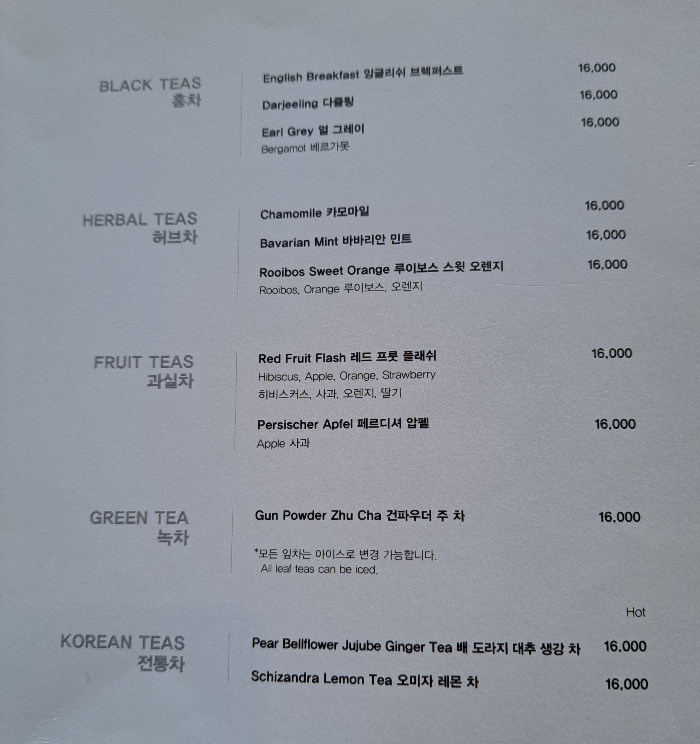 BLACK TEAS
홍차
English Breakfast 잉글리쉬 브렉퍼스트 16,000
Darjeeling 다즐링 16,000
Earl Grey 얼 그레이 16,000
Bergamot 베르가못
HERBAL TEAS
허브차
Chamomile 카모마일 16,000
Bavarian Mint 바바리안 민트 16,000
Rooibos Sweet Orange 루이보스 스윗 오렌지 16,000
Rooibos, Orange 루이보스, 오렌지
FRUIT TEAS
과실차
Red Fruit Flash 레드 프룻 플래쉬 16,000
Hibiscus, Apple, Orange, Strawberry
히비스커스, 사과, 오렌지, 딸기
Persischer Apfel 페르디셔 압펠 16,000
Apple 사과
GREEN TEA
녹차
Gun Powder Zhu Cha 건파우더 주 차 16,000
*모든 잎차는 아이스로 변경 가능합니다.
All leaf teas can be iced.
Hot
KOREAN TEAS
전통차
Pear Bellflower Jujube Ginger Tea 배 도라지 대추 생강 차 16,000
Schizandra Lemon Tea 오미자 레몬 차 16,000